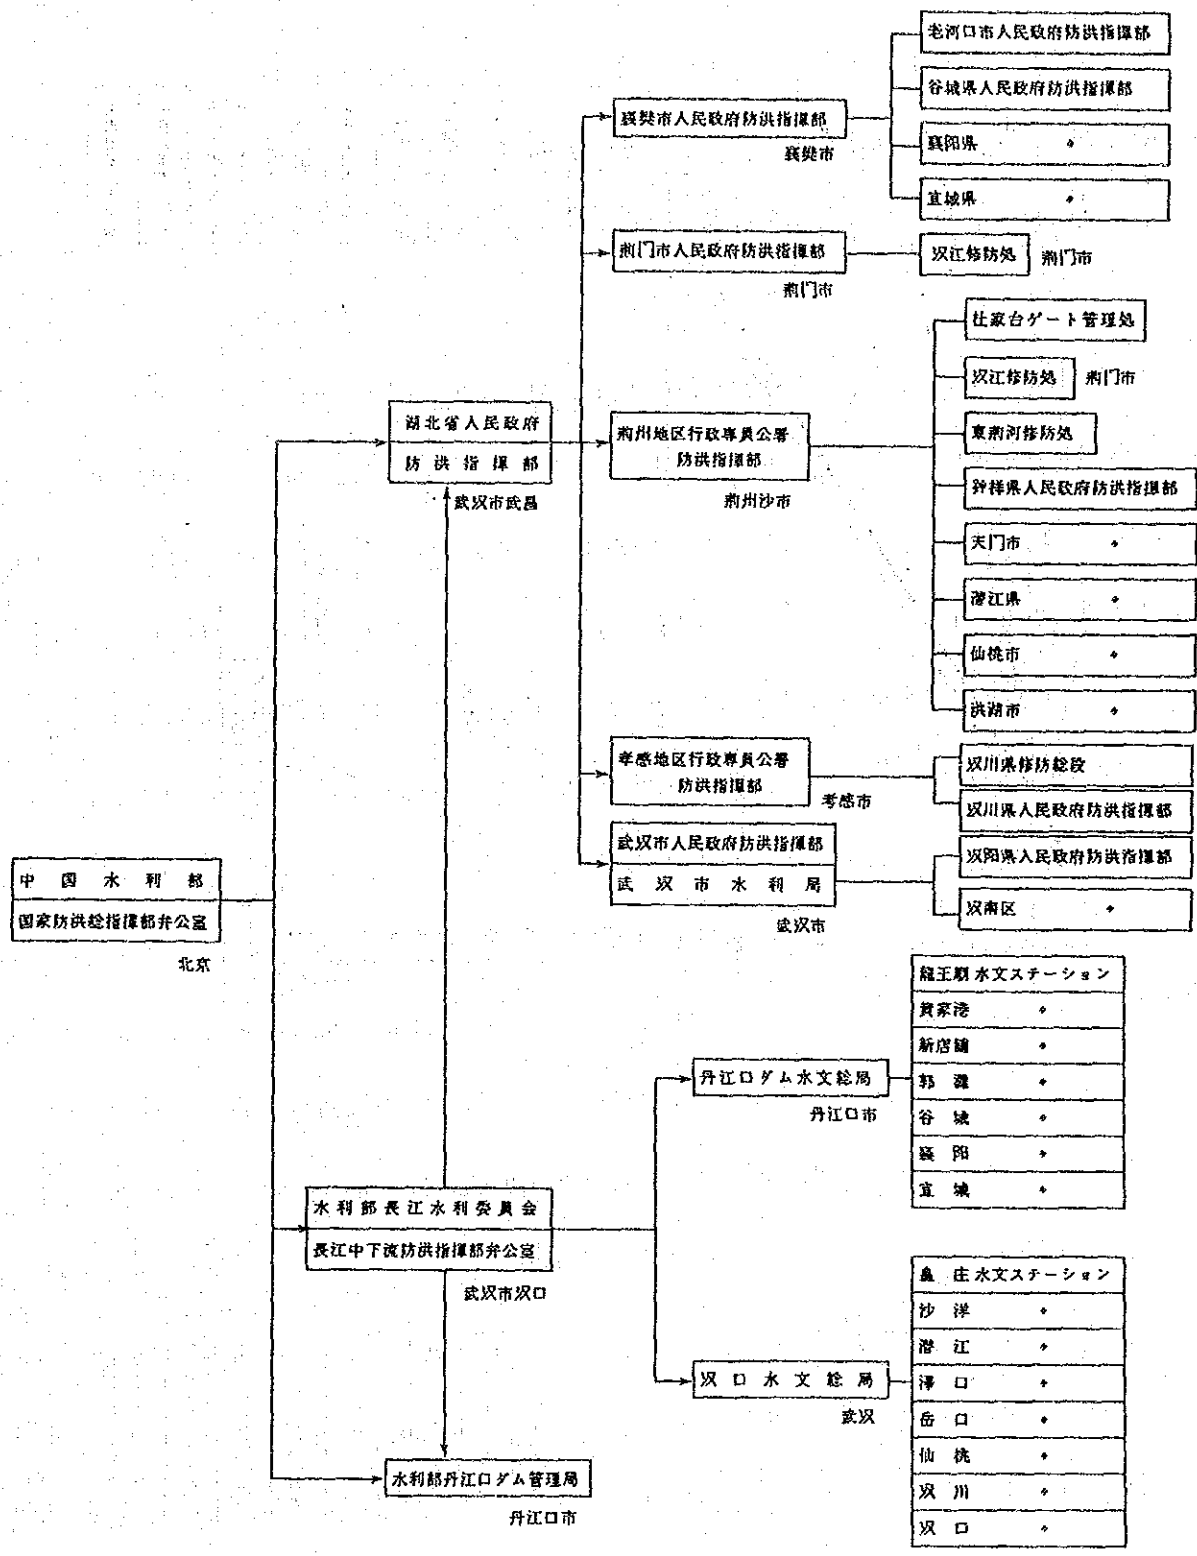 老河口市人民政府防洪指揮部
谷城県人民政府防洪指揮部
襄樊市人民政府防洪指揮部
襄樊市
襄阳県 〃
宜城県 〃
荊门市人民政府防洪指揮部
荊门市
汉江修防処
荊门市
杜家台ゲート管理処
汉江修防処
荊门市
湖北省人民政府
防洪指揮部
武汉市武昌
荊州地区行政専員公署
防洪指揮部
荊州沙市
東荊河修防処
鈡祥県人民政府防洪指揮部
天门市 〃
潜江県 〃
仙桃市 〃
洪湖市 〃
孝感地区行政専員公署
防洪指揮部
考感市
汉川県修防総段
汉川県人民政府防洪指揮部
武汉市人民政府防洪指揮部
武汉市水利局
武汉市
汉阳県人民政府防洪指揮部
汉南区 〃
中国水利部
国家防洪総指揮部弁公室
北京
龍王廟水文ステーション
黄家港 〃
新店舗 〃
郭灘 〃
谷城 〃
襄阳 〃
宜城 〃
丹江口ダム水文総局
丹江口市
水利部長江水利委員会
長江中下流防洪指揮部弁公室
武汉市汉口
皇庄水文ステーション
沙洋 〃
潜江 〃
澤口 〃
岳口 〃
仙桃 〃
汉川 〃
汉口 〃
汉口水文総局
武汉
水利部丹江口ダム管理局
丹江口市